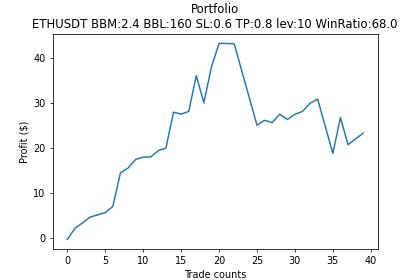 Portfolio
ETHUSDT BBM:2.4 BBL:160 SL:0.6 TP:0.8 lev:10 WinRatio:68.0
Profit ($)
40
30
20
10
0
0 5 10 15 20 25 30 35 40
Trade counts